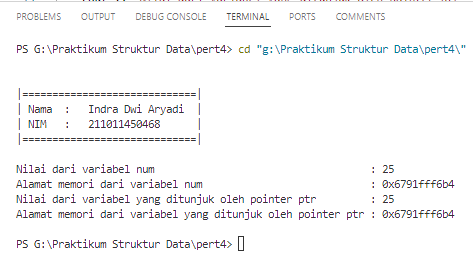 PROBLEMS OUTPUT DEBUG CONSOLE TERMINAL PORTS COMMENTS
PS G:\Praktikum Struktur Data\pert4> cd "g:\Praktikum Struktur Data\pert4\"
|=============================|
| Nama : Indra Dwi Aryadi |
| NIM : 211011450468 |
|=============================|
Nilai dari variabel num : 25
Alamat memori dari variabel num : 0x6791fff6b4
Nilai dari variabel yang ditunjuk oleh pointer ptr : 25
Alamat memori dari variabel yang ditunjuk oleh pointer ptr : 0x6791fff6b4
PS G:\Praktikum Struktur Data\pert4>